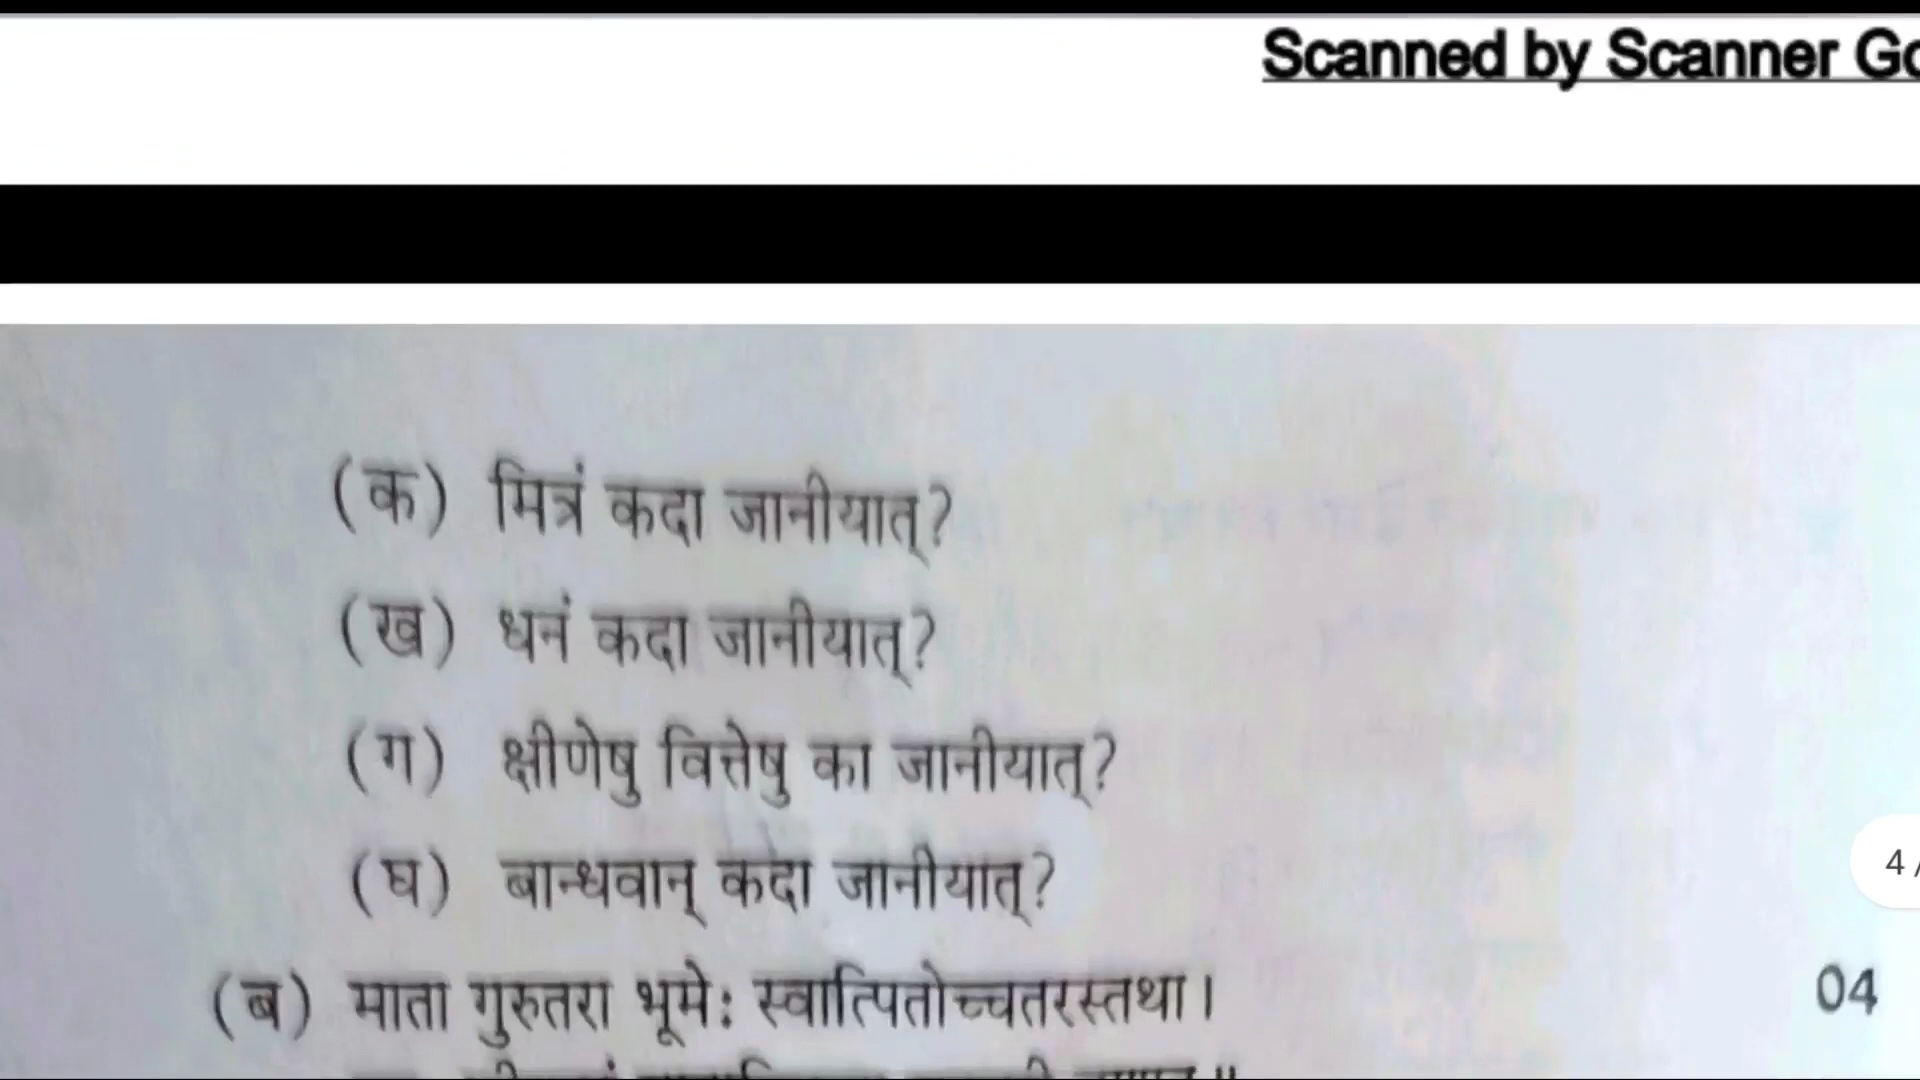 Scanned by Scanner Go
(क) मित्रं कदा जानीयात्?
(ख) धनं कदा जानीयात्?
(ग) क्षीणेषु वित्तेषु का जानीयात्?
(घ) बान्धवान् कदा जानीयात्?
4 /
(ब) माता गुरुतरा भूमेः स्वात्पितोच्चतरस्तथा। 04